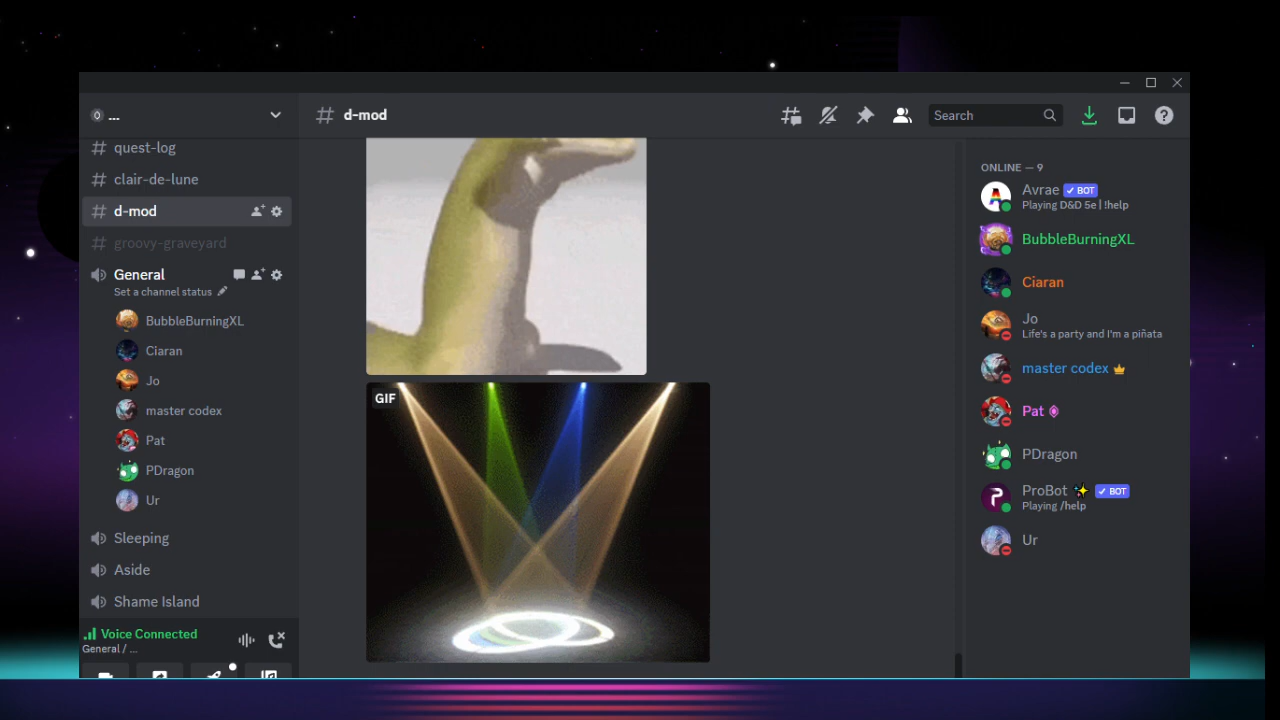 ...
# d-mod
Search
quest-log
clair-de-lune
d-mod
groovy-graveyard
General
Set a channel status
BubbleBurningXL
Ciaran
Jo
master codex
Pat
PDragon
Ur
Sleeping
Aside
Shame Island
Voice Connected
General / ...
GIF
ONLINE — 9
Avrae ✓ BOT
Playing D&D 5e | !help
BubbleBurningXL
Ciaran
Jo
Life's a party and I'm a piñata
master codex
Pat
PDragon
ProBot ✨ ✓ BOT
Playing /help
Ur